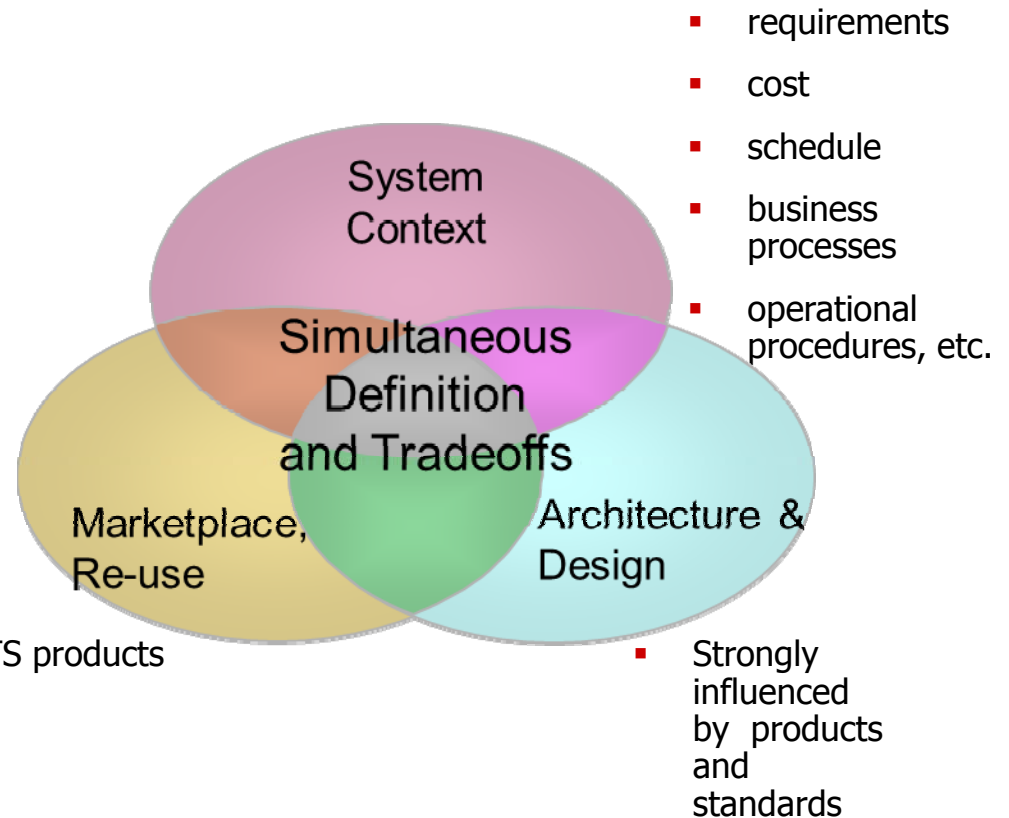 requirements
cost
schedule
business
processes
operational
procedures, etc.
System
Context
Simultaneous
Definition
and Tradeoffs
Marketplace,
Re-use
Architecture &
Design
products
Strongly
influenced
by products
and
standards